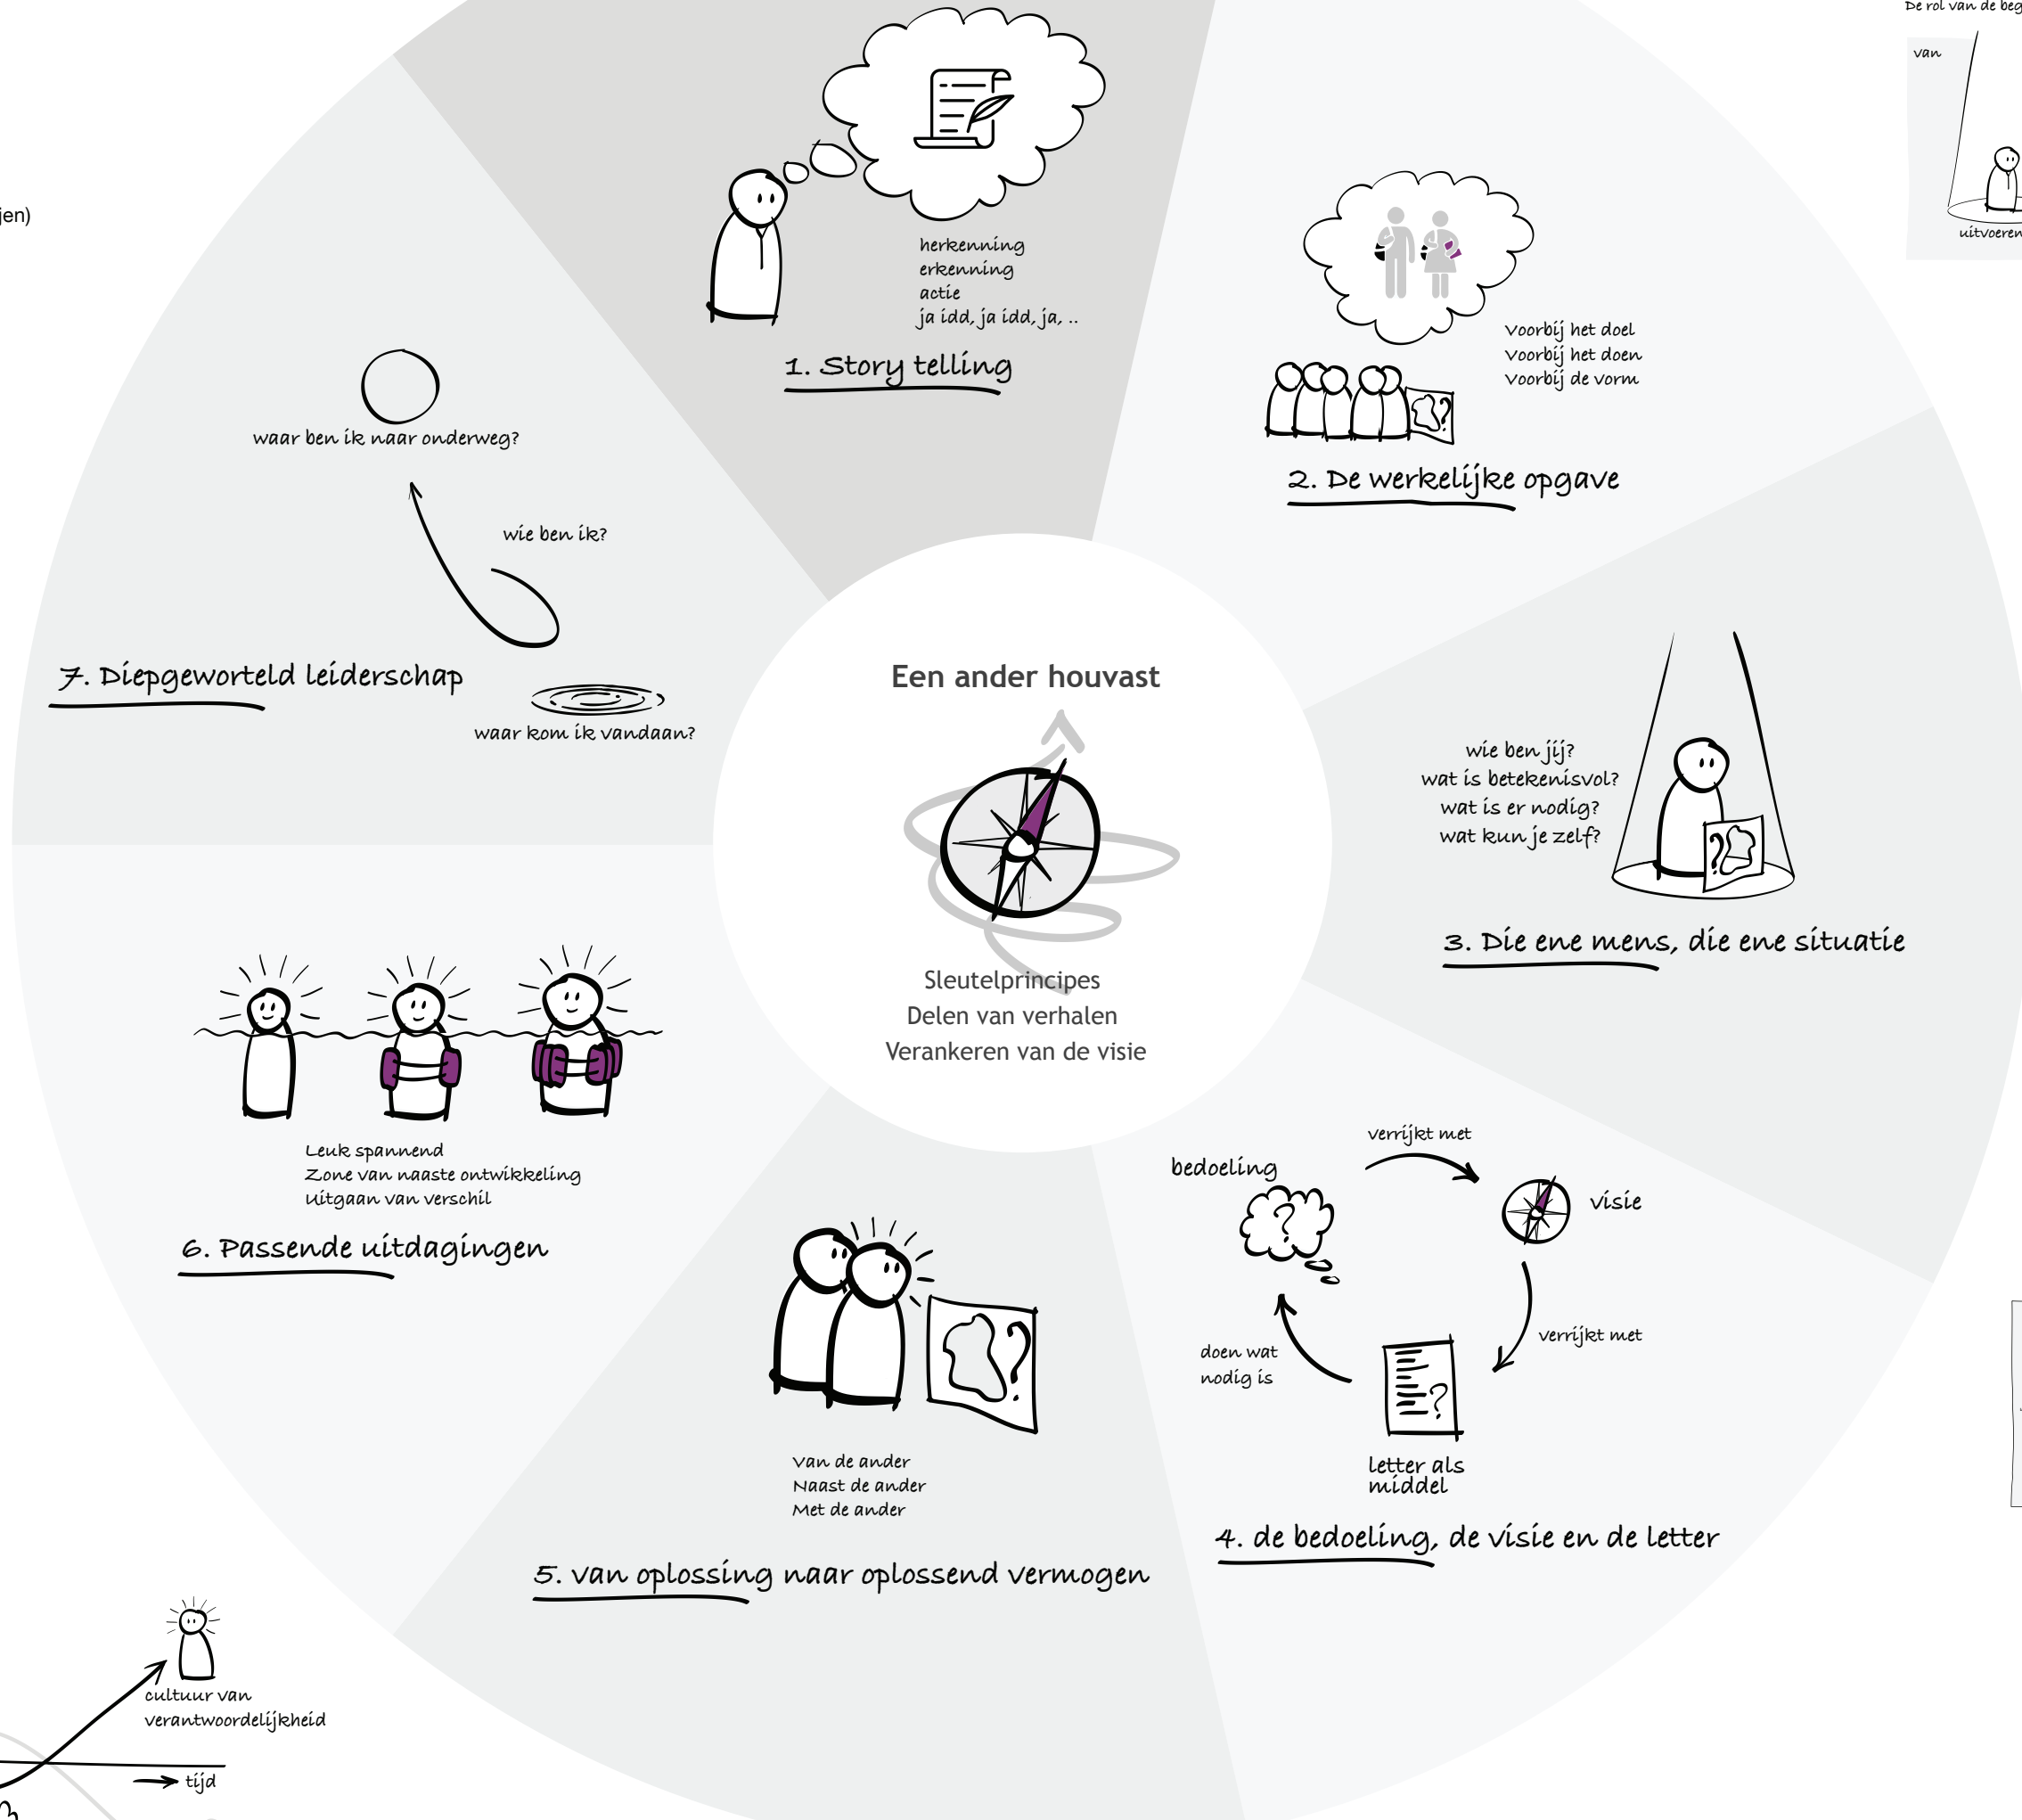 De rol van de
van
jen)
herkenning
erkenning
actie
ja idd, ja idd, ja, ..
1. Story telling
Voorbij het doel
Voorbij het doen
Voorbij de vorm
2. De werkelijke opgave
waar ben ik naar onderweg?
wie ben ik?
7. Diepgeworteld leiderschap
waar kom ik vandaan?
Een ander houvast
Sleutelprincipes
Delen van verhalen
Verankeren van de visie
wie ben jij?
wat is betekenisvol?
wat is er nodig?
wat kun je zelf?
3. Die ene mens, die ene situatie
Leuk spannend
Zone van naaste ontwikkeling
Uitgaan van verschil
6. Passende uitdagingen
bedoeling
verrijkt met
visie
verrijkt met
doen wat
nodig is
letter als
middel
4. de bedoeling, de visie en de letter
Van de ander
Naast de ander
Met de ander
5. van oplossing naar oplossend vermogen
cultuur van
verantwoordelijkheid
tijd